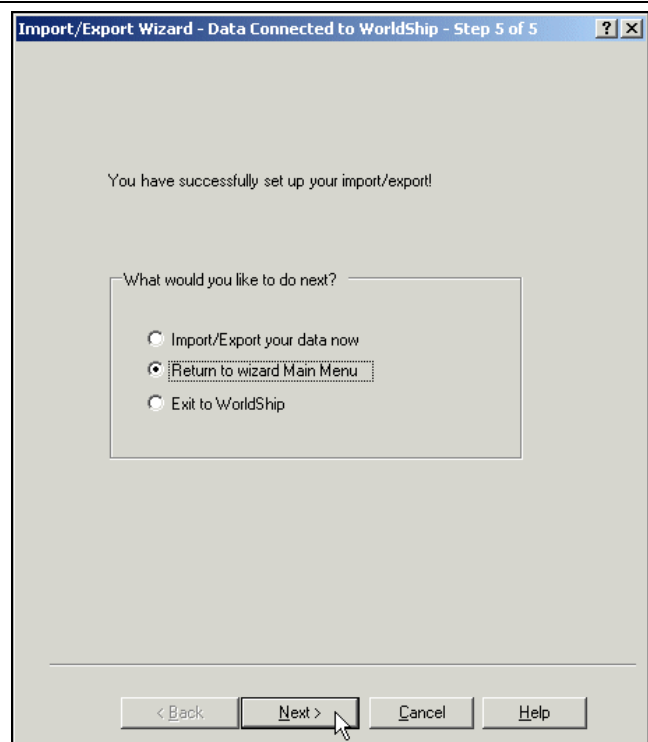 Import/Export Wizard - Data Connected to WorldShip - Step 5 of 5
You have successfully set up your import/export!
What would you like to do next?
Import/Export your data now
Return to wizard Main Menu
Exit to WorldShip
< Back
Next >
Cancel
Help